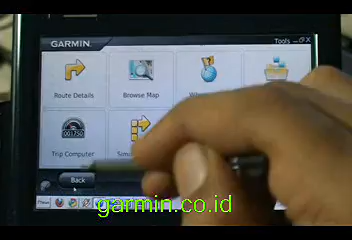 GARMIN
Tools
Route Details
Browse Map
Trip Computer
Back
garmin.co.id